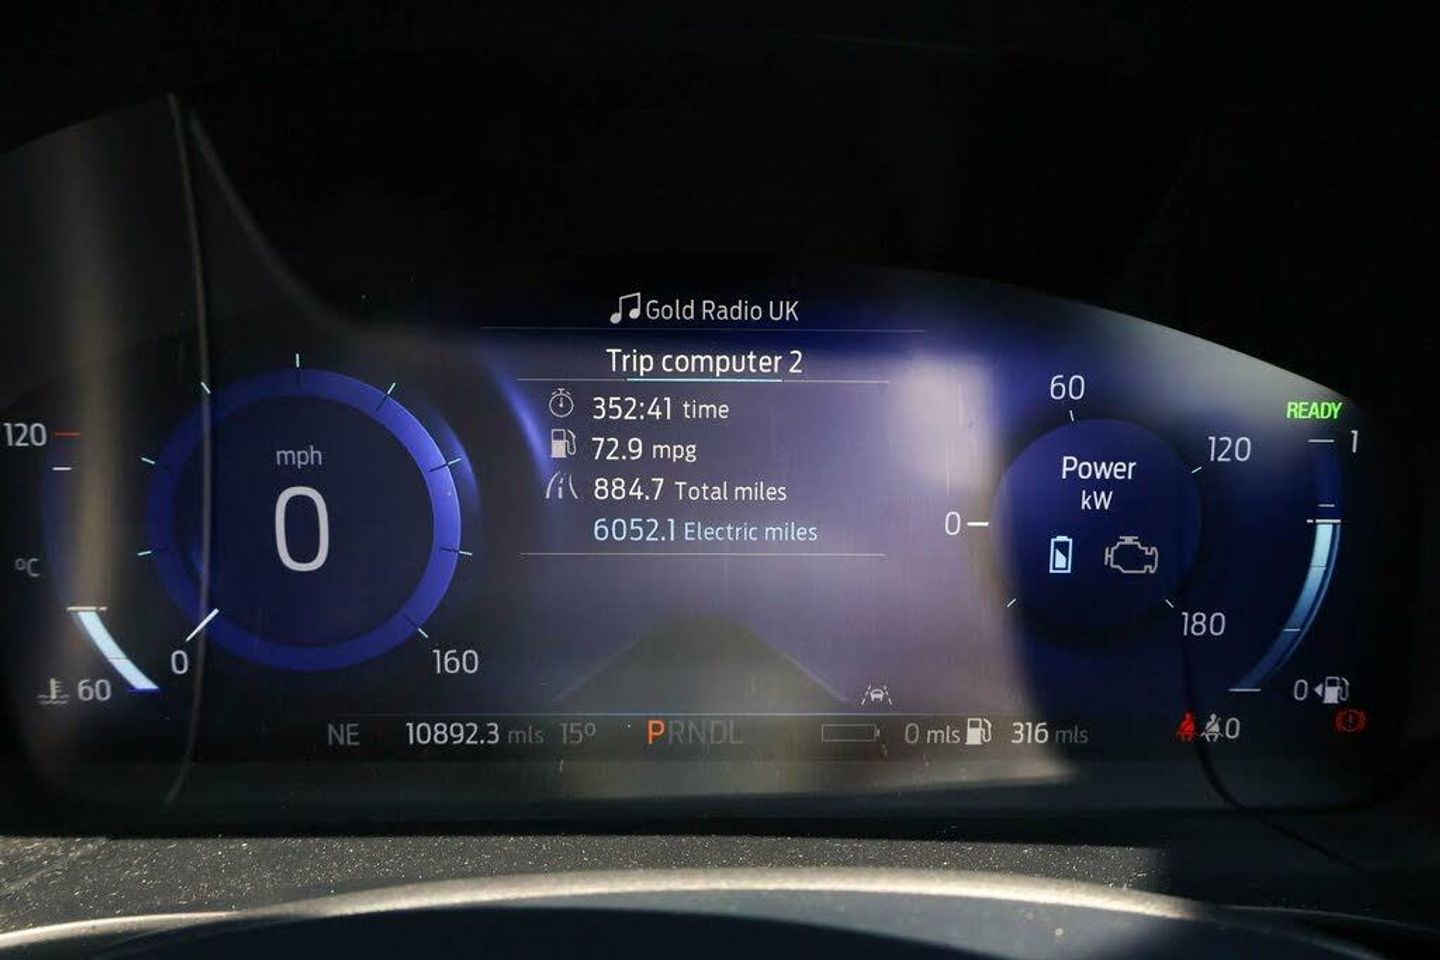 Gold Radio UK
Trip computer 2
352:41 time
72.9 mpg
884.7 Total miles
6052.1 Electric miles
120
ºC
60
mph
0
0
160
60
0
120
180
Power
kW
READY
1
0
NE 10892.3 mls 15º PRNDL 0 mls 316 mls 0